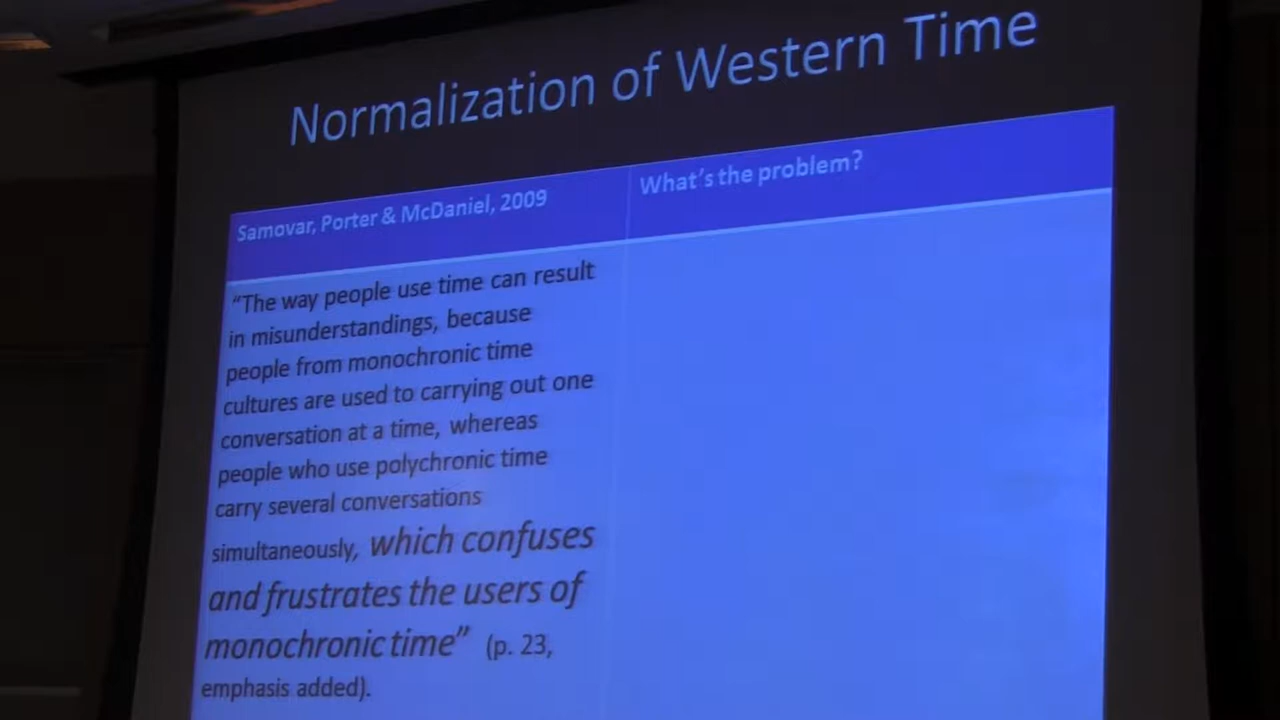 Normalization of Western Time
Samovar, Porter & McDaniel, 2009
What's the problem?
“The way people use time can result
in misunderstandings, because
people from monochronic time
cultures are used to carrying out one
conversation at a time, whereas
people who use polychronic time
carry several conversations
simultaneously, which confuses
and frustrates the users of
monochronic time” (p. 23,
emphasis added).